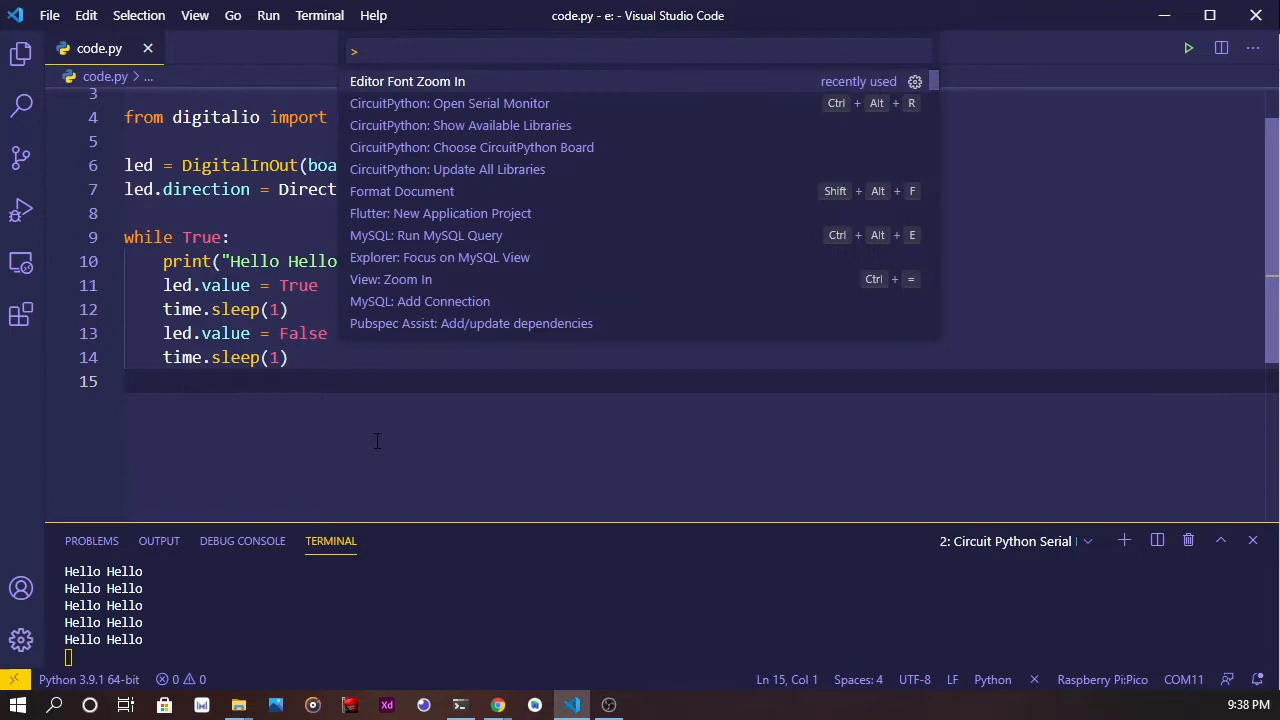 File Edit Selection View Go Run Terminal Help code.py - e: - Visual Studio Code
code.py
>
code.py > ...
Editor Font Zoom In recently used
CircuitPython: Open Serial Monitor Ctrl + Alt + R
CircuitPython: Show Available Libraries
CircuitPython: Choose CircuitPython Board
CircuitPython: Update All Libraries
Format Document Shift + Alt + F
Flutter: New Application Project
MySQL: Run MySQL Query Ctrl + Alt + E
Explorer: Focus on MySQL View
View: Zoom In Ctrl + =
MySQL: Add Connection
Pubspec Assist: Add/update dependencies
3
4 from digitalio import
5
6 led = DigitalInOut(boa
7 led.direction = Direct
8
9 while True:
10 print("Hello Hello
11 led.value = True
12 time.sleep(1)
13 led.value = False
14 time.sleep(1)
15
PROBLEMS OUTPUT DEBUG CONSOLE TERMINAL 2: Circuit Python Serial
Hello Hello
Hello Hello
Hello Hello
Hello Hello
Hello Hello
Python 3.9.1 64-bit 0 0 Ln 15, Col 1 Spaces: 4 UTF-8 LF Python Raspberry Pi:Pico COM11
Xd 9:38 PM